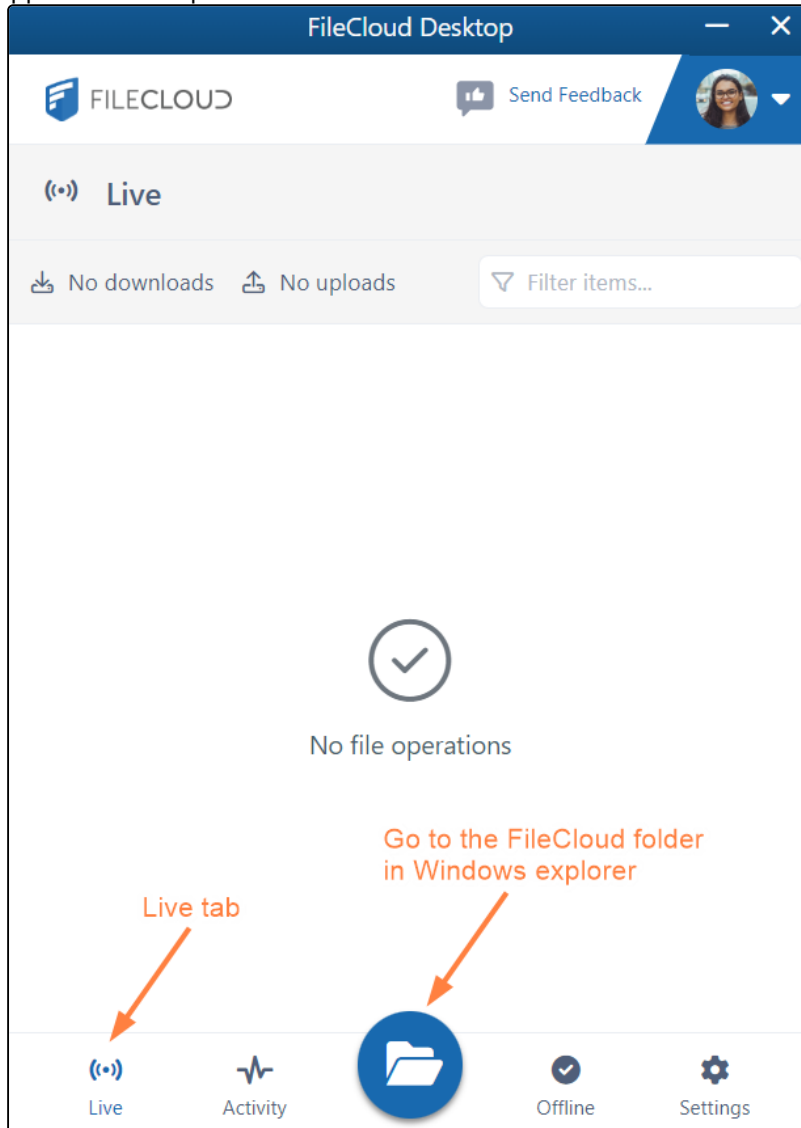 FileCloud Desktop
FILECLOUD
Send Feedback
Live
No downloads
No uploads
Filter items...
No file operations
Go to the FileCloud folder
in Windows explorer
Live tab
Live
Activity
Offline
Settings